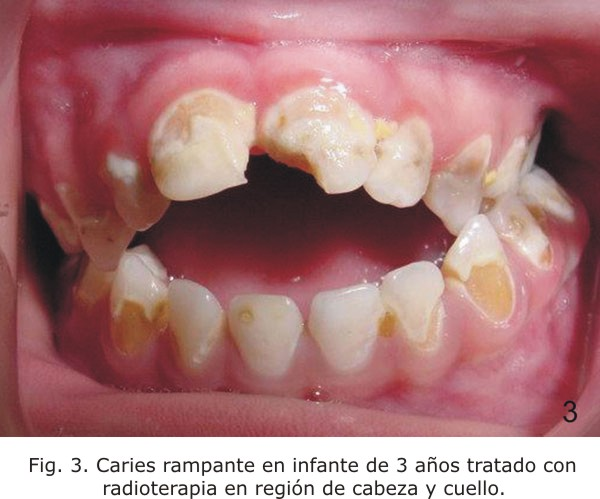 3
Fig. 3. Caries rampante en infante de 3 años tratado con
radioterapia en región de cabeza y cuello.